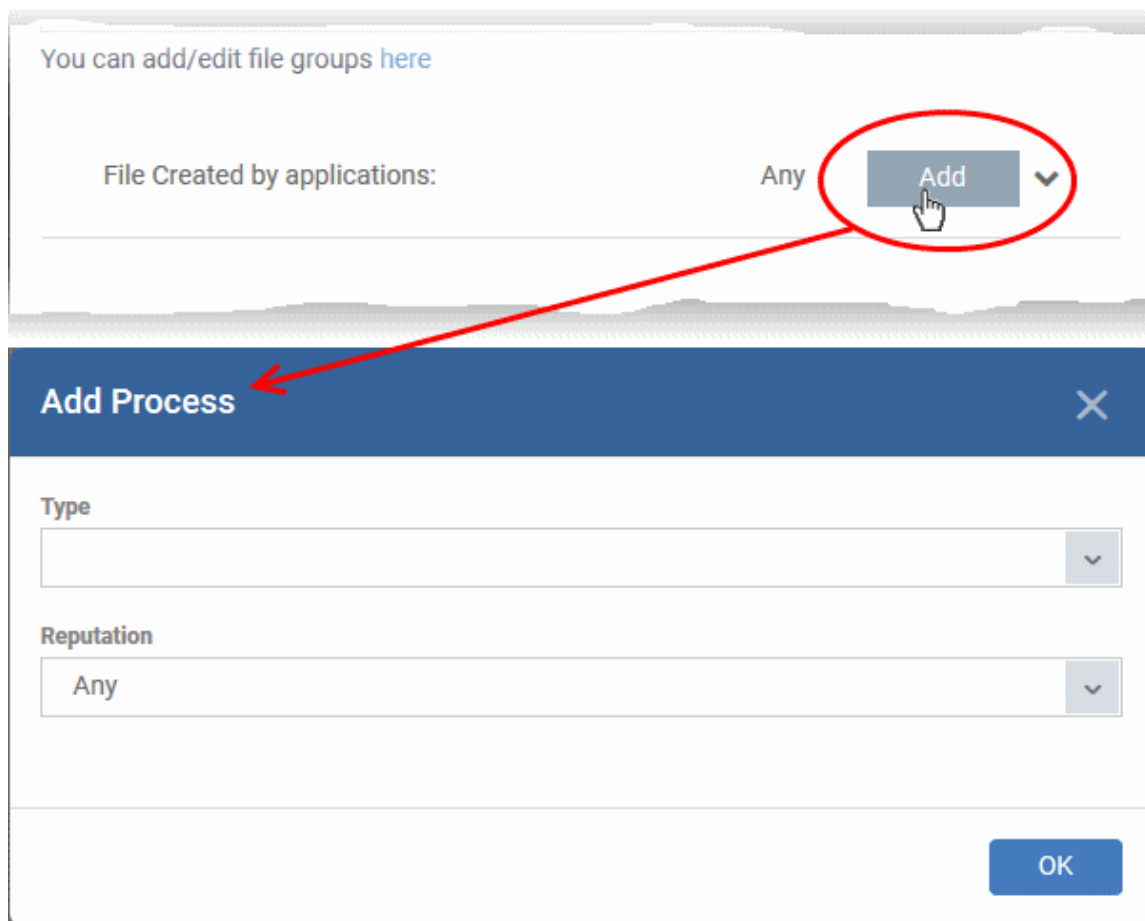 You can add/edit file groups here
File Created by applications: Any Add
Add Process
Type
Reputation
Any
OK